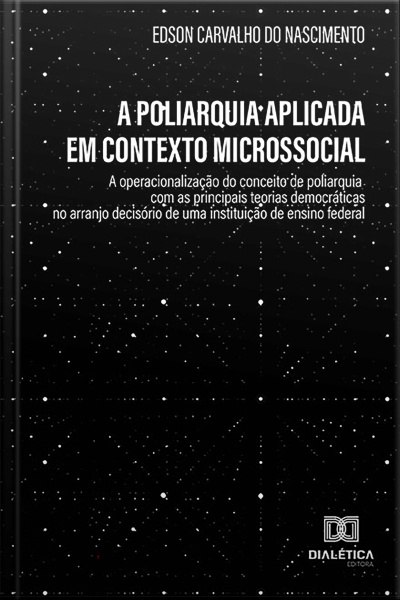 EDSON CARVALHO DO NASCIMENTO
A POLIARQUIA APLICADA
EM CONTEXTO MICROSSOCIAL
A operacionalização do conceito de poliarquia
com as principais teorias democráticas
no arranjo decisório de uma instituição de ensino federal
DIALÉTICA
EDITORA